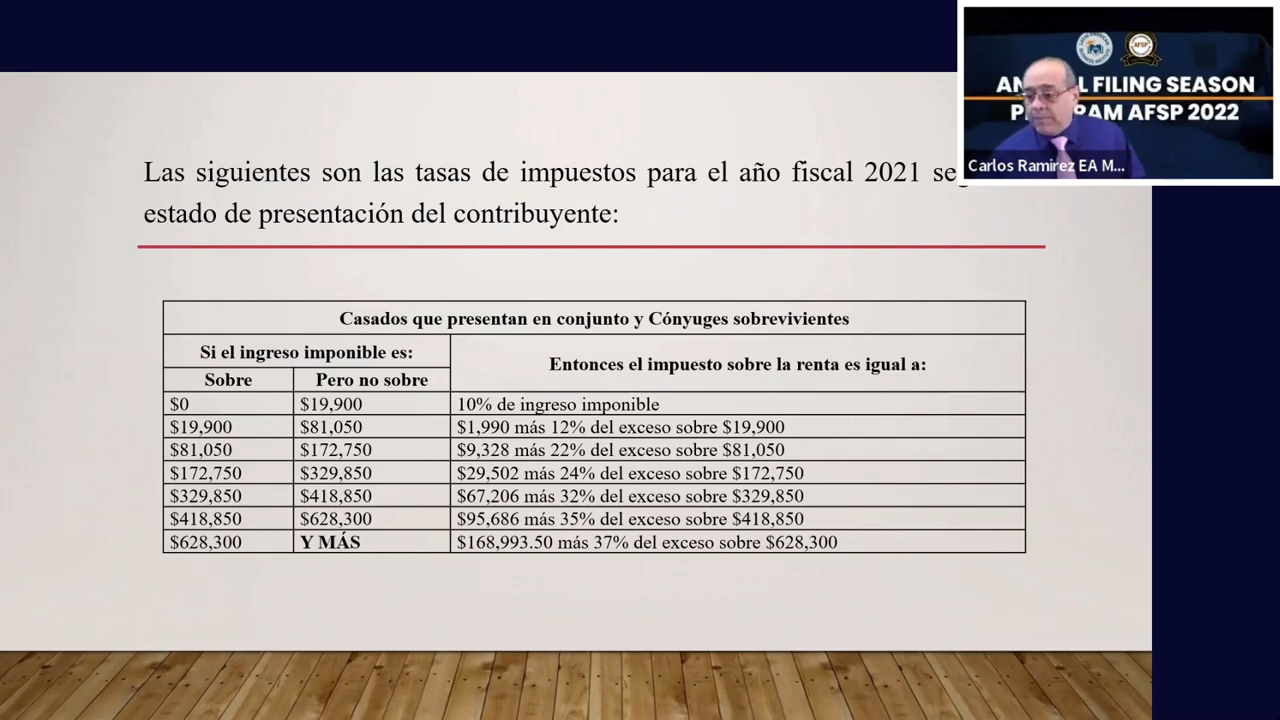 Las siguientes son las tasas de impuestos para el año fiscal 2021
estado de presentación del contribuyente:
Casados que presentan en conjunto y Cónyuges sobrevivientes
Si el ingreso imponible es:
Entonces el impuesto sobre la renta es igual a:
Sobre Pero no sobre
$0 $19,900 10% de ingreso imponible
$19,900 $81,050 $1,990 más 12% del exceso sobre $19,900
$81,050 $172,750 $9,328 más 22% del exceso sobre $81,050
$172,750 $329,850 $29,502 más 24% del exceso sobre $172,750
$329,850 $418,850 $67,206 más 32% del exceso sobre $329,850
$418,850 $628,300 $95,686 más 35% del exceso sobre $418,850
$628,300 Y MÁS $168,993.50 más 37% del exceso sobre $628,300
AFSP
FILING SEASON
AFSP 2022
Carlos Ramirez EA M...